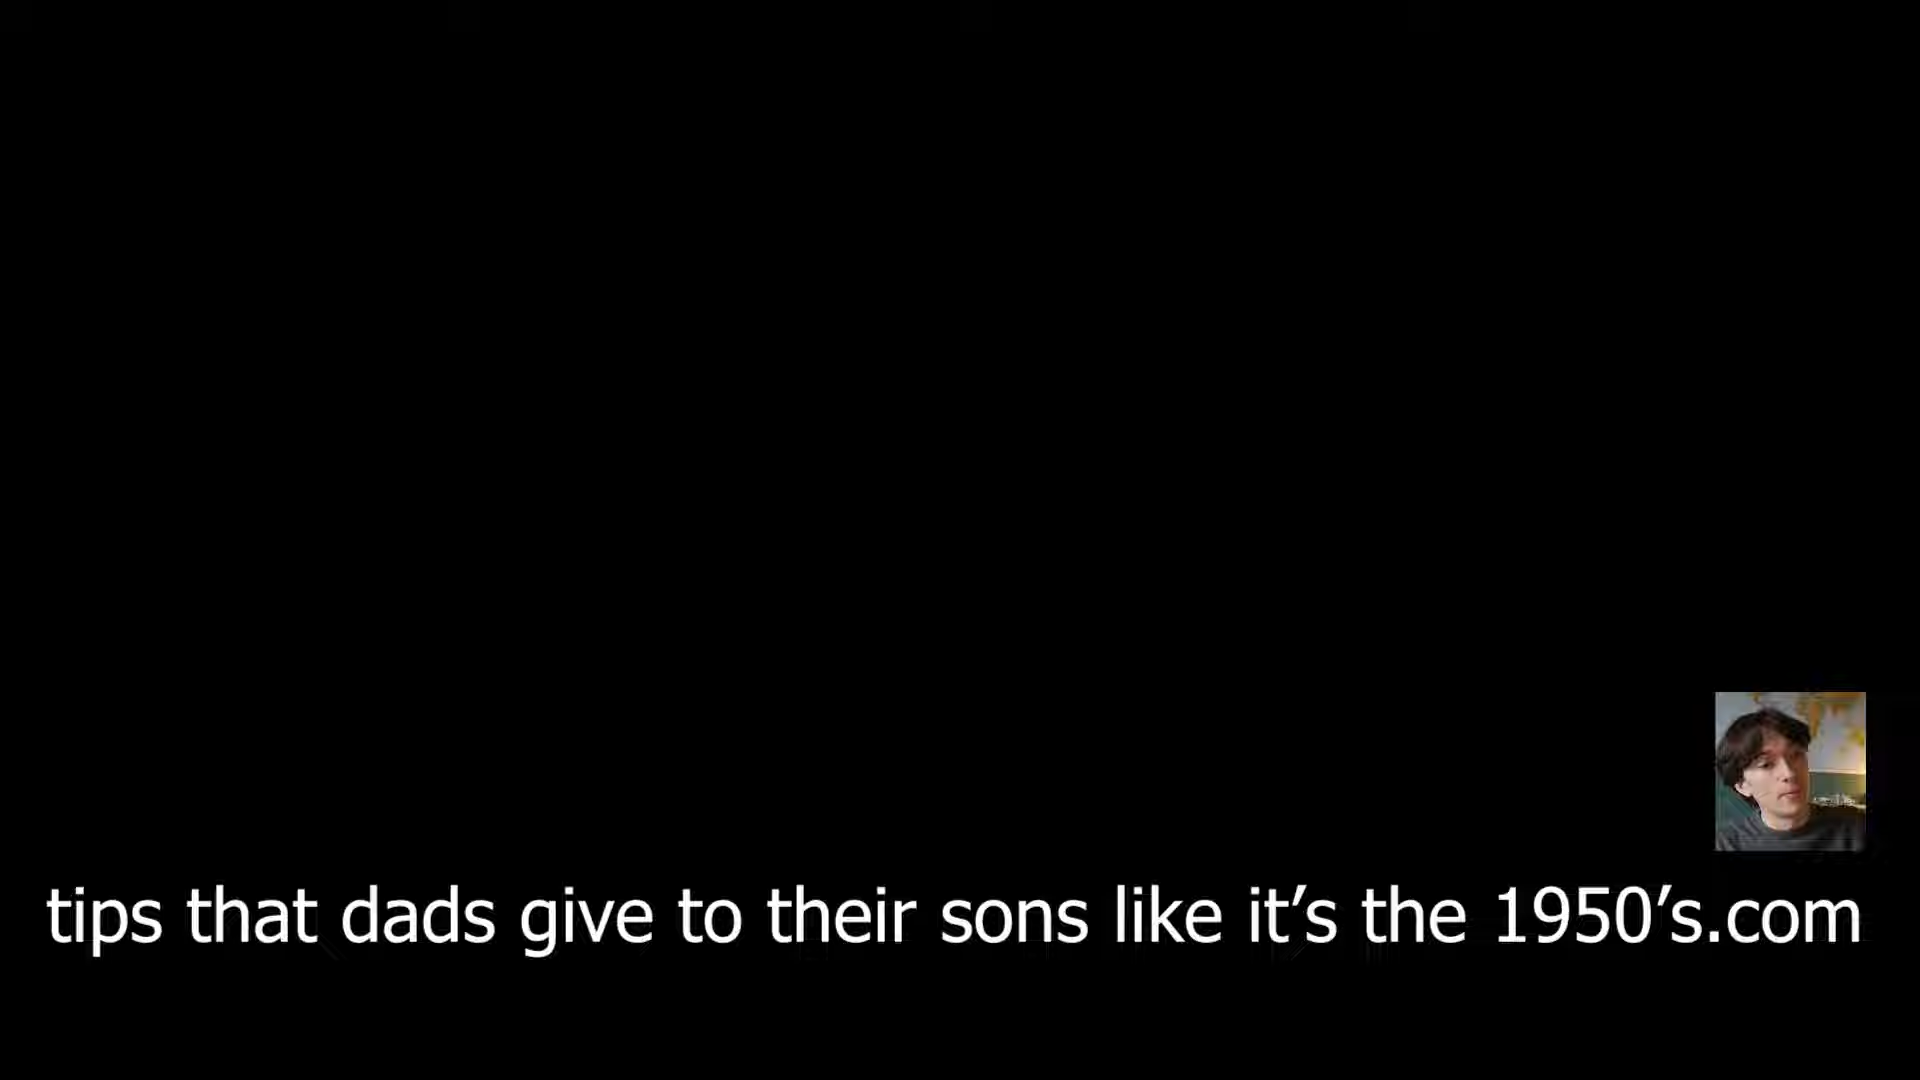 tips that dads give to their sons like it’s the 1950’s.com